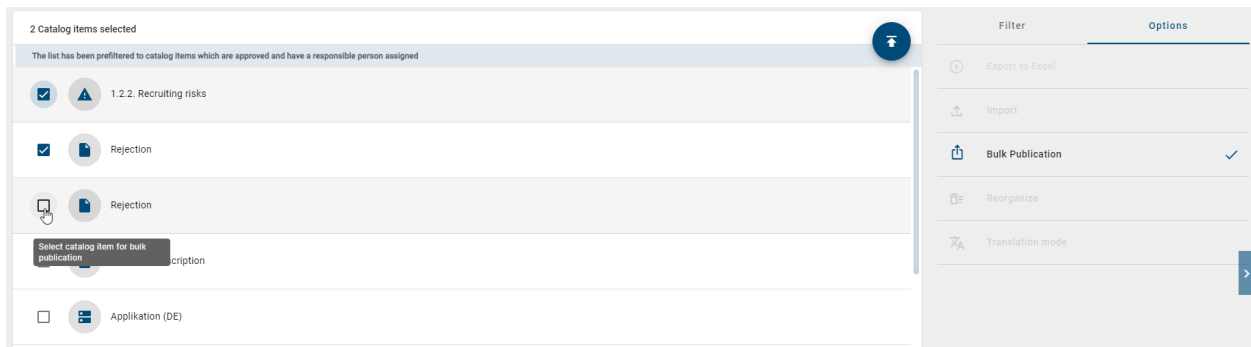 2 Catalog items selected
Filter
Options
The list has been prefiltered to catalog items which are approved and have a responsible person assigned
Export to Excel
1.2.2. Recruiting risks
Import
Rejection
Bulk Publication
Rejection
Reorganize
Translation mode
Select catalog item for bulk
publication
cription
Applikation (DE)